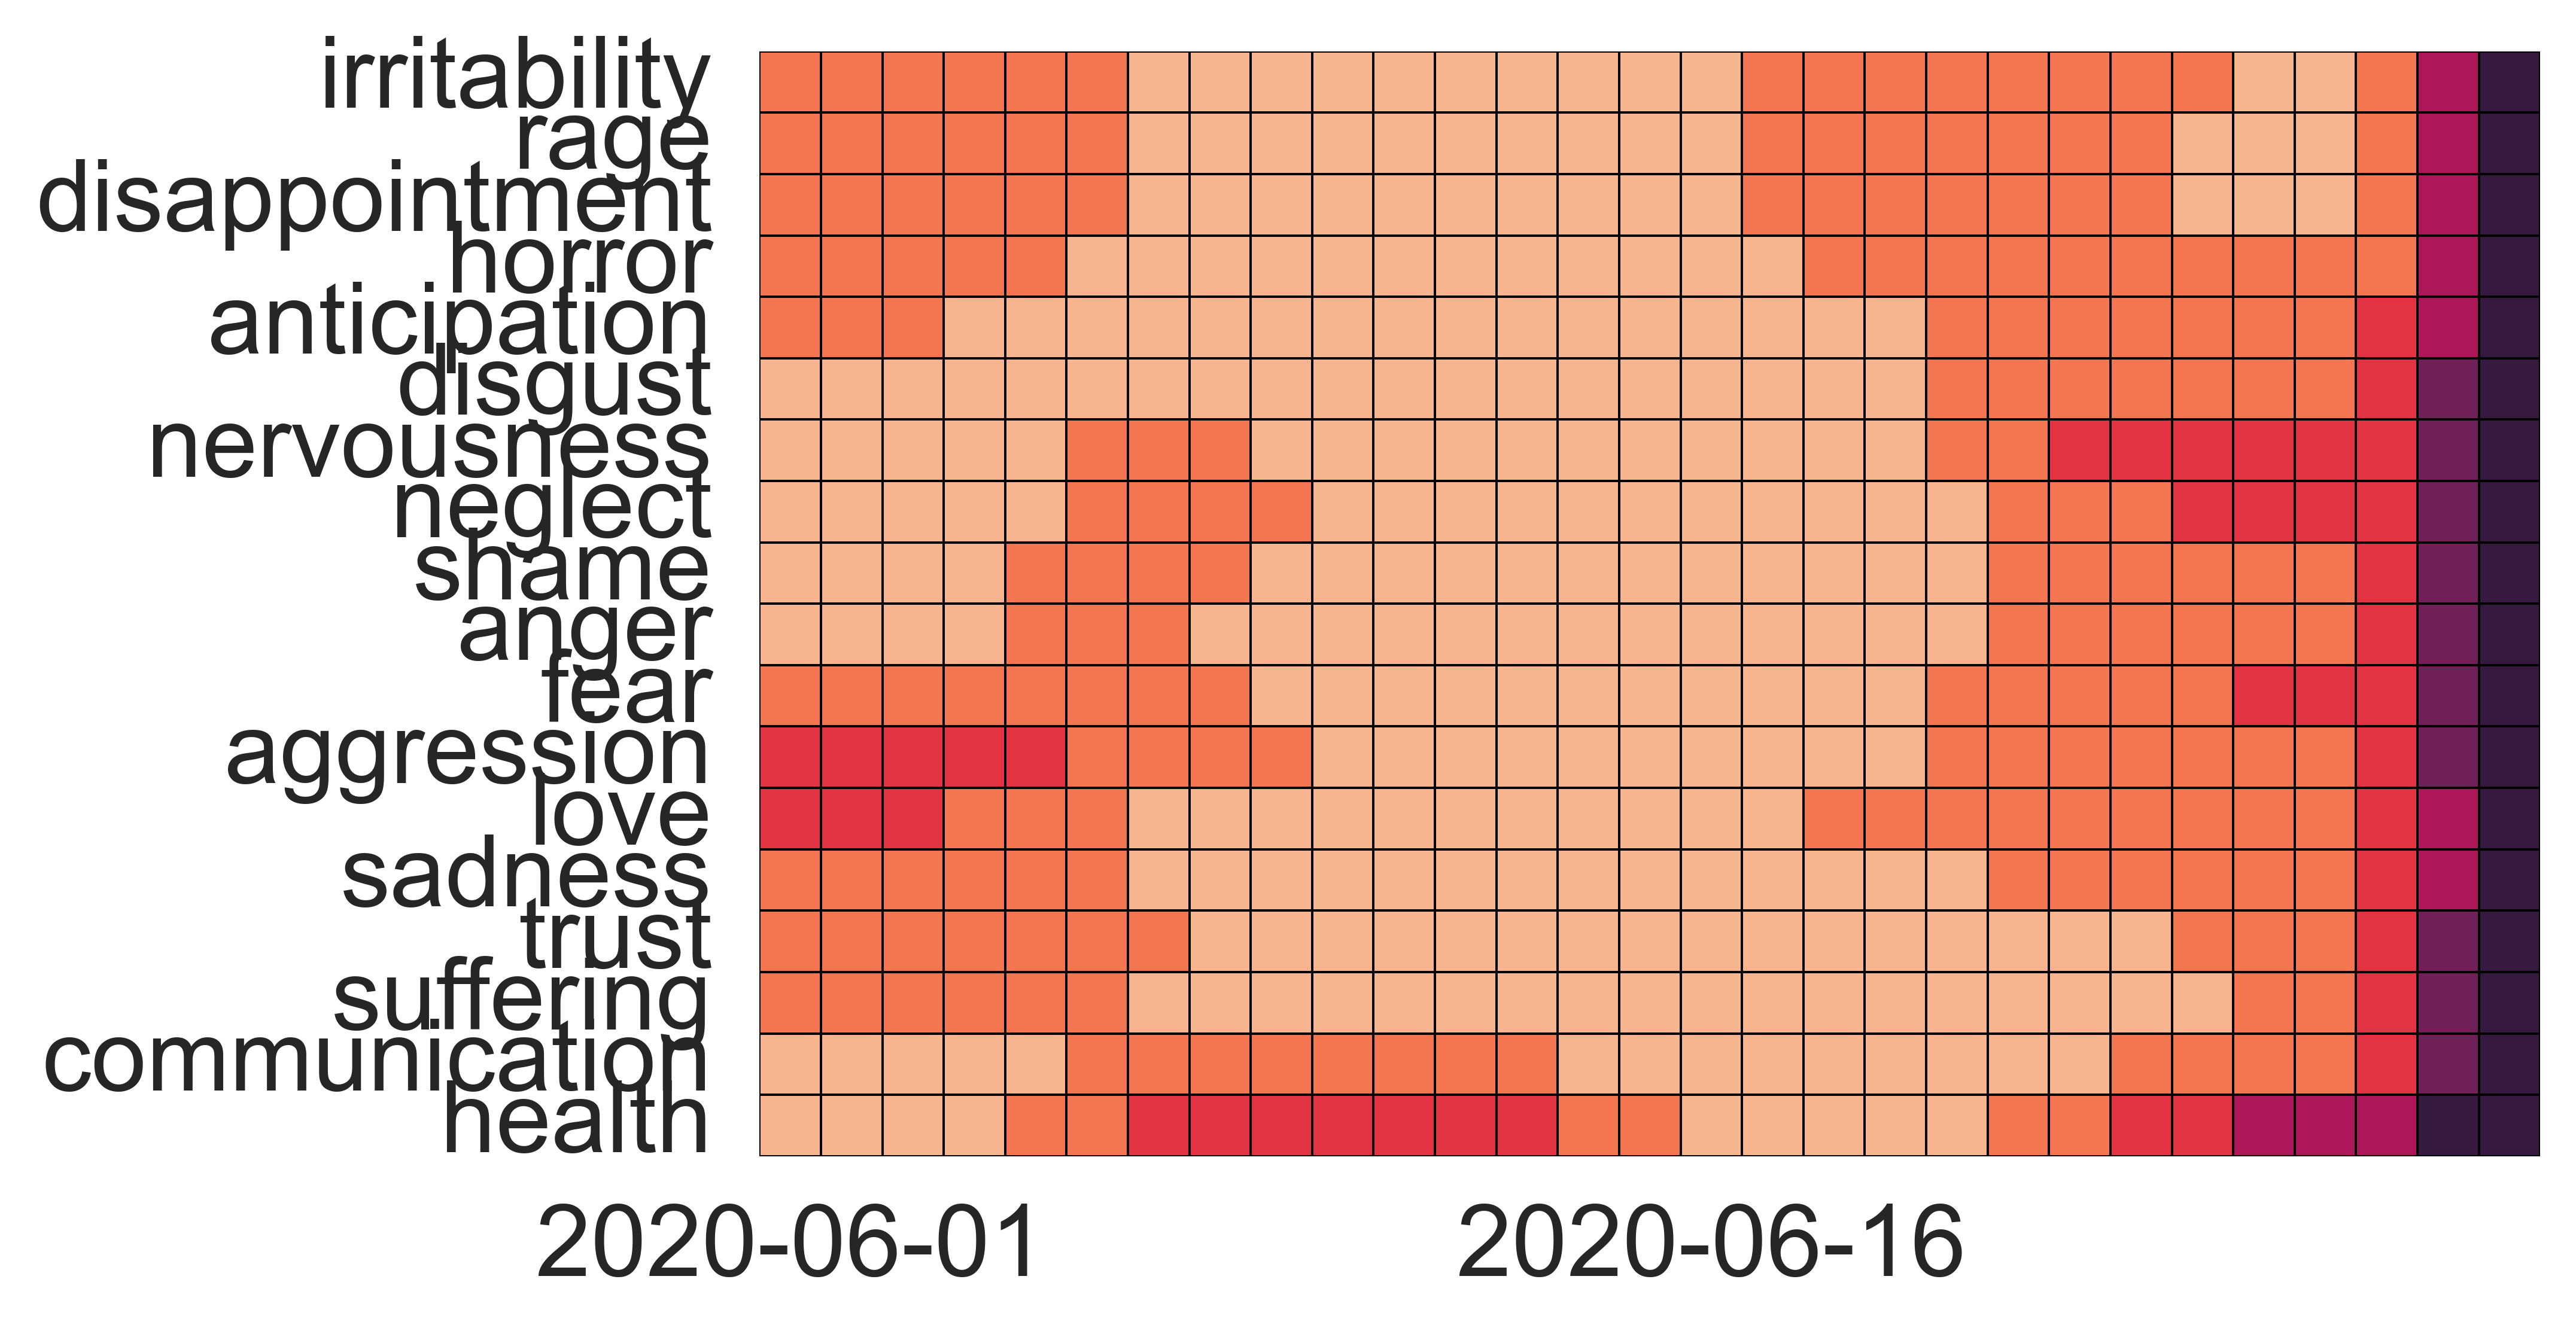 irritability
rage
disappointment
horror
anticipation
disgust
nervousness
neglect
shame
anger
fear
aggression
love
sadness
trust
suffering
communication
health
2020-06-01
2020-06-16